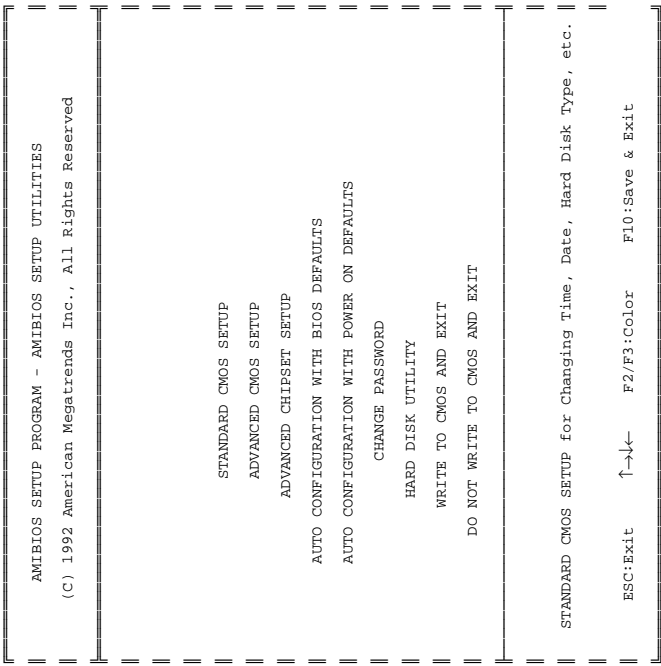 AMIBIOS SETUP PROGRAM - AMIBIOS SETUP UTILITIES
(C) 1992 American Megatrends Inc., All Rights Reserved
STANDARD CMOS SETUP
ADVANCED CMOS SETUP
ADVANCED CHIPSET SETUP
AUTO CONFIGURATION WITH BIOS DEFAULTS
AUTO CONFIGURATION WITH POWER ON DEFAULTS
CHANGE PASSWORD
HARD DISK UTILITY
WRITE TO CMOS AND EXIT
DO NOT WRITE TO CMOS AND EXIT
STANDARD CMOS SETUP for Changing Time, Date, Hard Disk Type, etc.
ESC:Exit ↑→↓← F2/F3:Color F10:Save & Exit